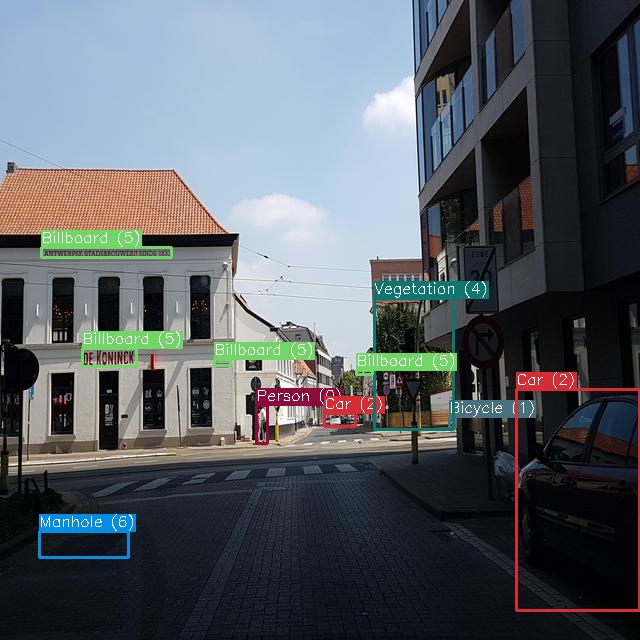 Billboard (5)
ANTWERPSE STADSBROUWERIJ SINDS 1833
ZONE
Vegetation (4)
Billboard (5)
DE KONINCK
Billboard (5)
Billboard (5)
Car (2)
Person (0)
Car (2)
Bicycle (1)
Manhole (6)